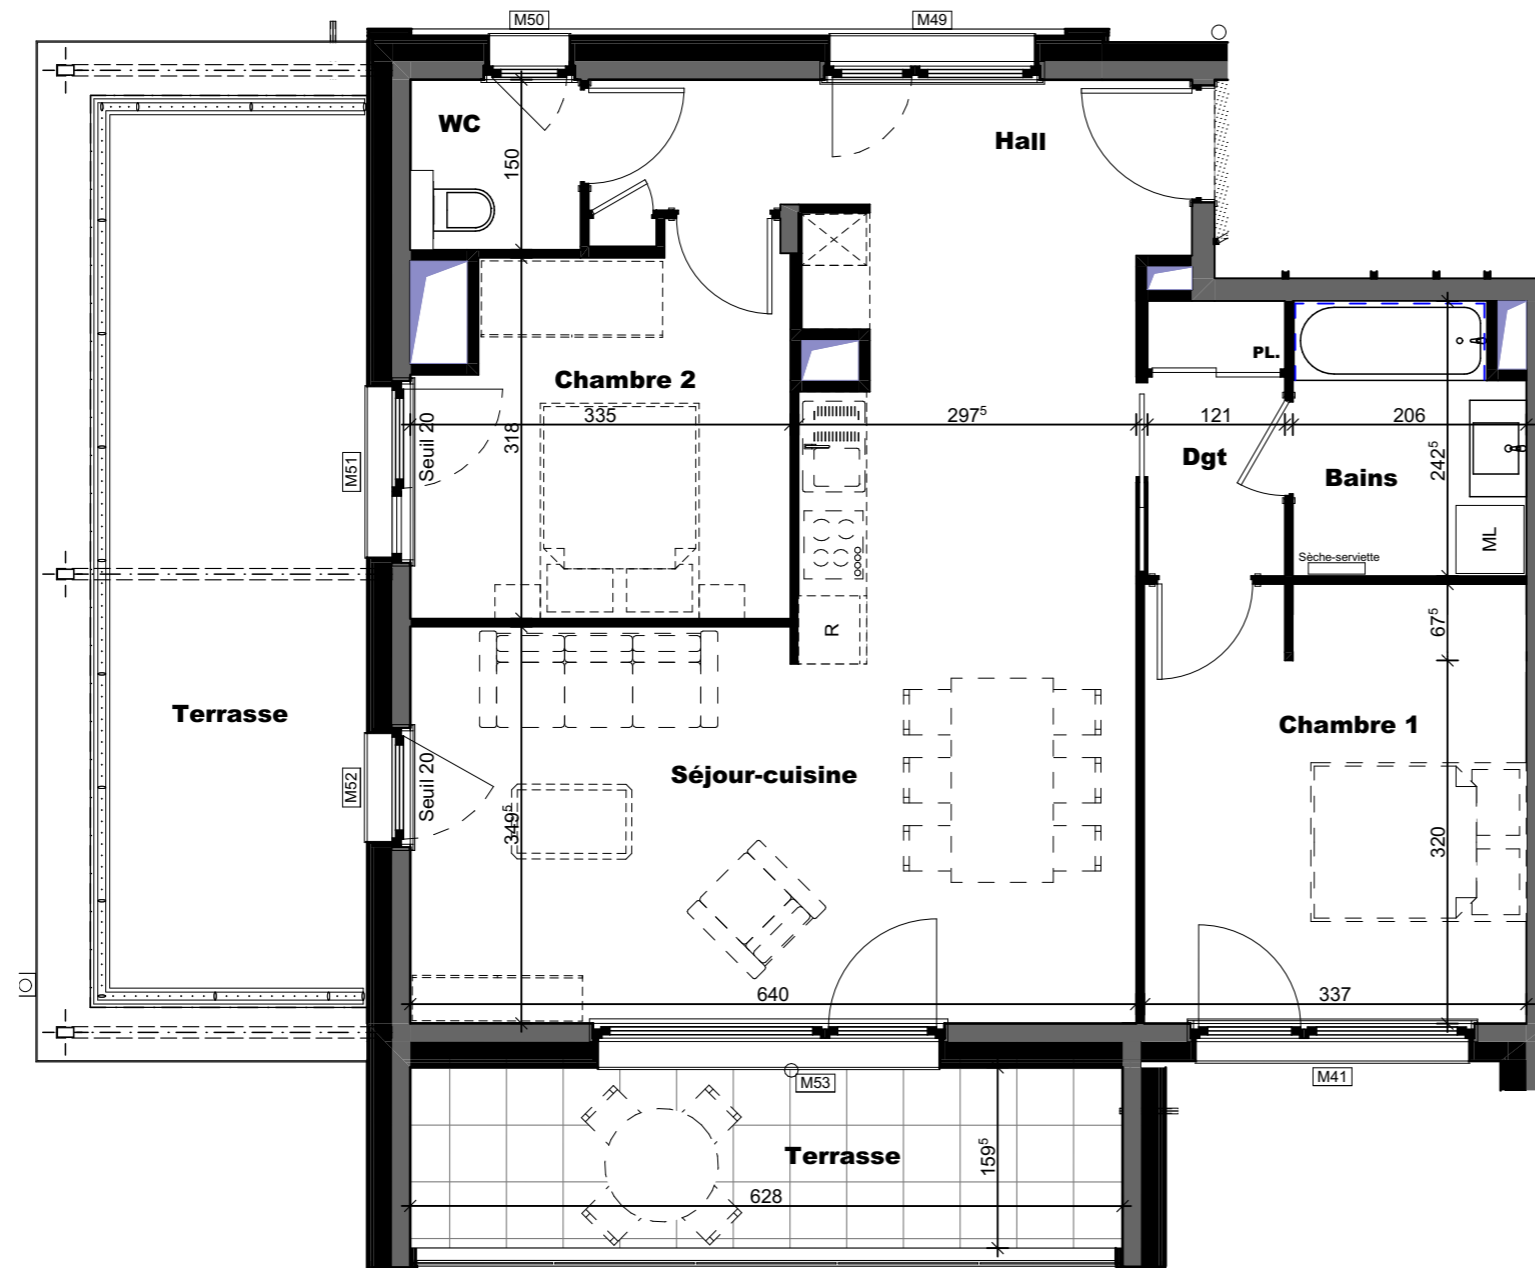 M50
M49
WC
150
Hall
Chambre 2
PL.
335
297⁵
121
206
Seuil 20
318
M51
Dgt
Bains
242⁵
ML
Sèche-serviette
R
67⁵
Terrasse
Séjour-cuisine
Chambre 1
M52
Seuil 20
349⁵
320
640
337
M53
M41
Terrasse
159⁵
628